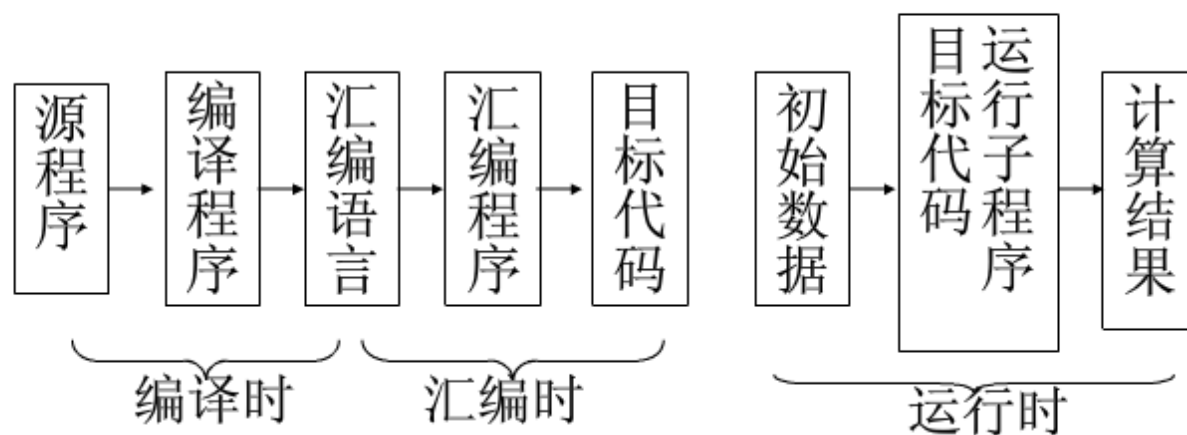 源程序
编译程序
汇编语言
汇编程序
目标代码
初始数据
运行子程序
目标代码
计算结果
编译时
汇编时
运行时